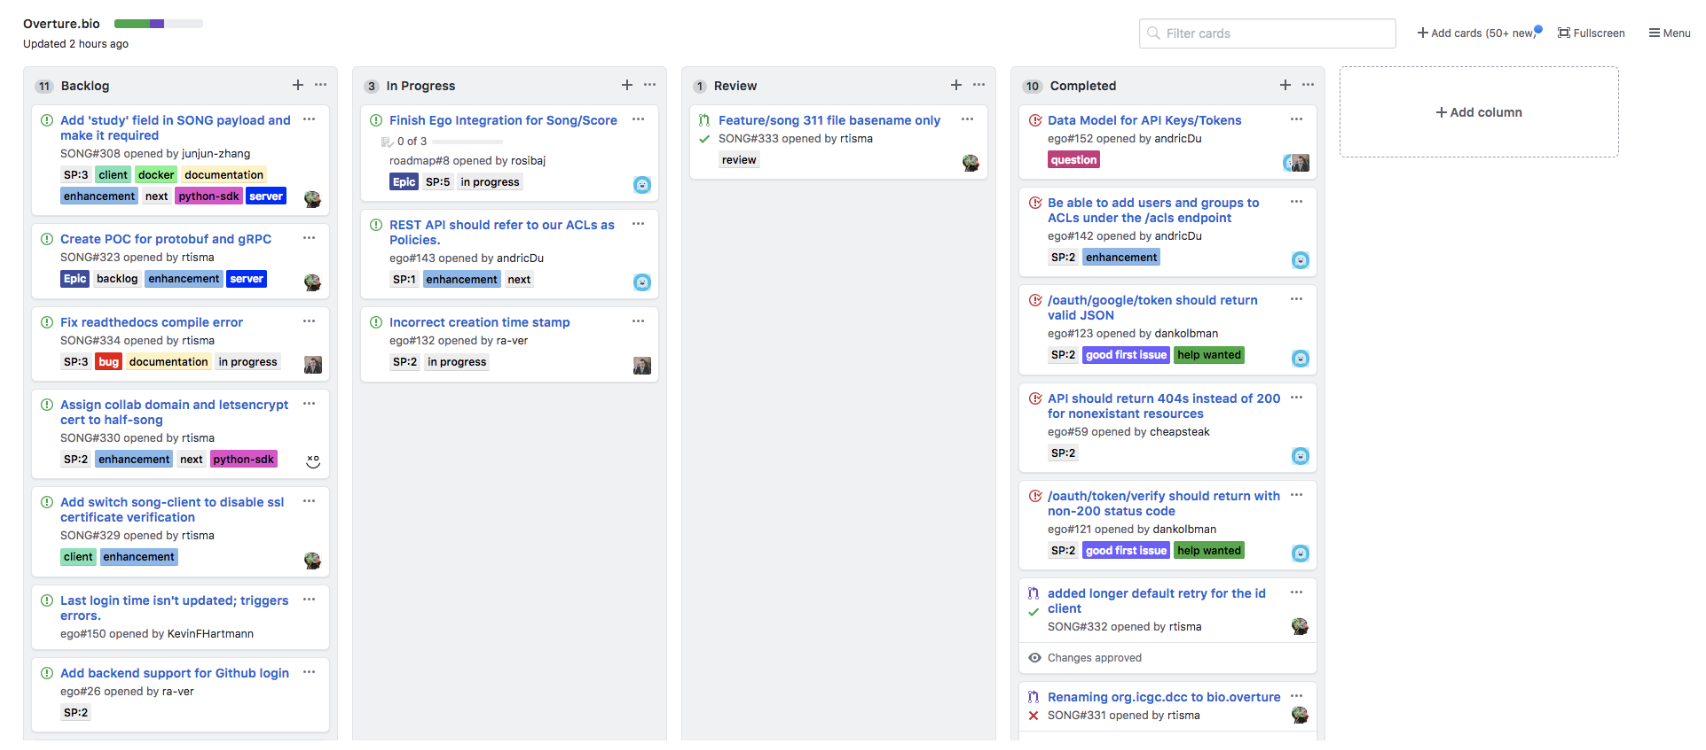 Overture.bio
Updated 2 hours ago
Filter cards
Add cards (50+ new)
Fullscreen
Menu
11 Backlog
Add 'study' field in SONG payload and
make it required
SONG#308 opened by junjun-zhang
SP:3 client docker documentation
enhancement next python-sdk server
Create POC for protobuf and gRPC
SONG#323 opened by rtisma
Epic backlog enhancement server
Fix readthedocs compile error
SONG#334 opened by rtisma
SP:3 bug documentation in progress
Assign collab domain and letsencrypt
cert to half-song
SONG#330 opened by rtisma
SP:2 enhancement next python-sdk
Add switch song-client to disable ssl
certificate verification
SONG#329 opened by rtisma
client enhancement
Last login time isn't updated; triggers
errors.
ego#150 opened by KevinFHartmann
Add backend support for Github login
ego#26 opened by ra-ver
SP:2
3 In Progress
Finish Ego Integration for Song/Score
0 of 3
roadmap#8 opened by rosibaj
Epic SP:5 in progress
REST API should refer to our ACLs as
Policies.
ego#143 opened by andricDu
SP:1 enhancement next
Incorrect creation time stamp
ego#132 opened by ra-ver
SP:2 in progress
1 Review
Feature/song 311 file basename only
SONG#333 opened by rtisma
review
10 Completed
Data Model for API Keys/Tokens
ego#152 opened by andricDu
question
Be able to add users and groups to
ACLs under the /acls endpoint
ego#142 opened by andricDu
SP:2 enhancement
/oauth/google/token should return
valid JSON
ego#123 opened by dankolbman
SP:2 good first issue help wanted
API should return 404s instead of 200
for nonexistant resources
ego#59 opened by cheapsteak
SP:2
/oauth/token/verify should return with
non-200 status code
ego#121 opened by dankolbman
SP:2 good first issue help wanted
added longer default retry for the id
client
SONG#332 opened by rtisma
Changes approved
Renaming org.icgc.dcc to bio.overture
SONG#331 opened by rtisma
Add column